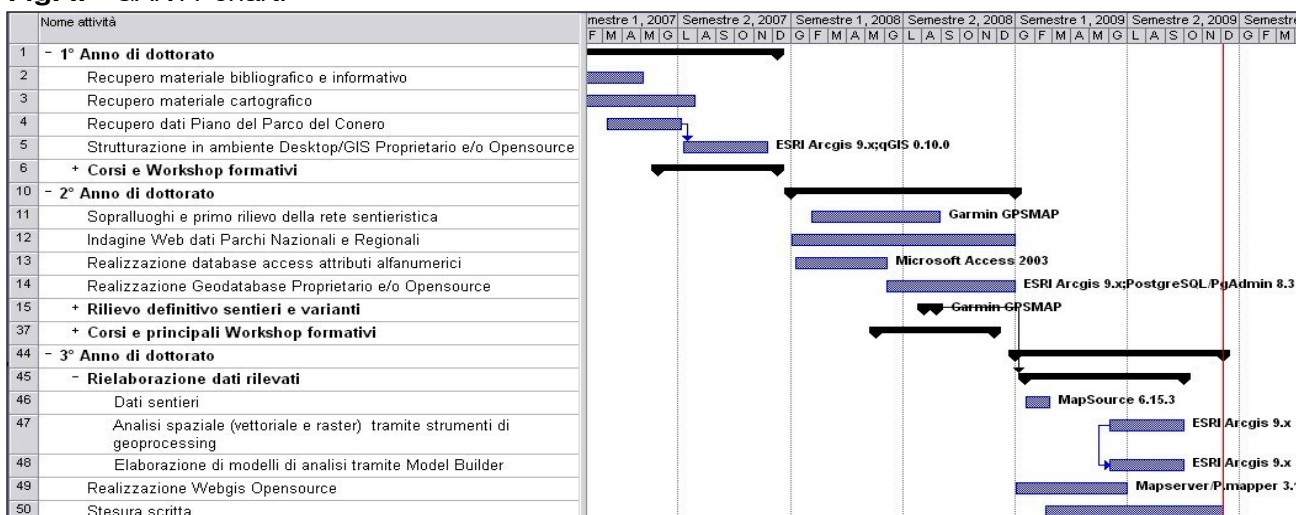 Nome attività
mestre 1, 2007 Semestre 2, 2007 Semestre 1, 2008 Semestre 2, 2008 Semestre 1, 2009 Semestre 2, 2009 Semestre
F M A M G L A S O N D G F M A M G L A S O N D G F M A M G L A S O N D G F M
1 - 1° Anno di dottorato
2 Recupero materiale bibliografico e informativo
3 Recupero materiale cartografico
4 Recupero dati Piano del Parco del Conero
5 Strutturazione in ambiente Desktop/GIS Proprietario e/o Opensource ESRI Arcgis 9.x;qGIS 0.10.0
6 + Corsi e Workshop formativi
10 - 2° Anno di dottorato
11 Sopralluoghi e primo rilievo della rete sentieristica Garmin GPSMAP
12 Indagine Web dati Parchi Nazionali e Regionali
13 Realizzazione database access attributi alfanumerici Microsoft Access 2003
14 Realizzazione Geodatabase Proprietario e/o Opensource ESRI Arcgis 9.x;PostgreSQL/PgAdmin 8.3
15 + Rilievo definitivo sentieri e varianti Garmin GPSMAP
37 + Corsi e principali Workshop formativi
44 - 3° Anno di dottorato
45 - Rielaborazione dati rilevati
46 Dati sentieri MapSource 6.15.3
47 Analisi spaziale (vettoriale e raster) tramite strumenti di ESRI Arcgis 9.x
geoprocessing
48 Elaborazione di modelli di analisi tramite Model Builder ESRI Arcgis 9.x
49 Realizzazione Webgis Opensource Mapserver/P.mapper 3.
50 Stesura scritta